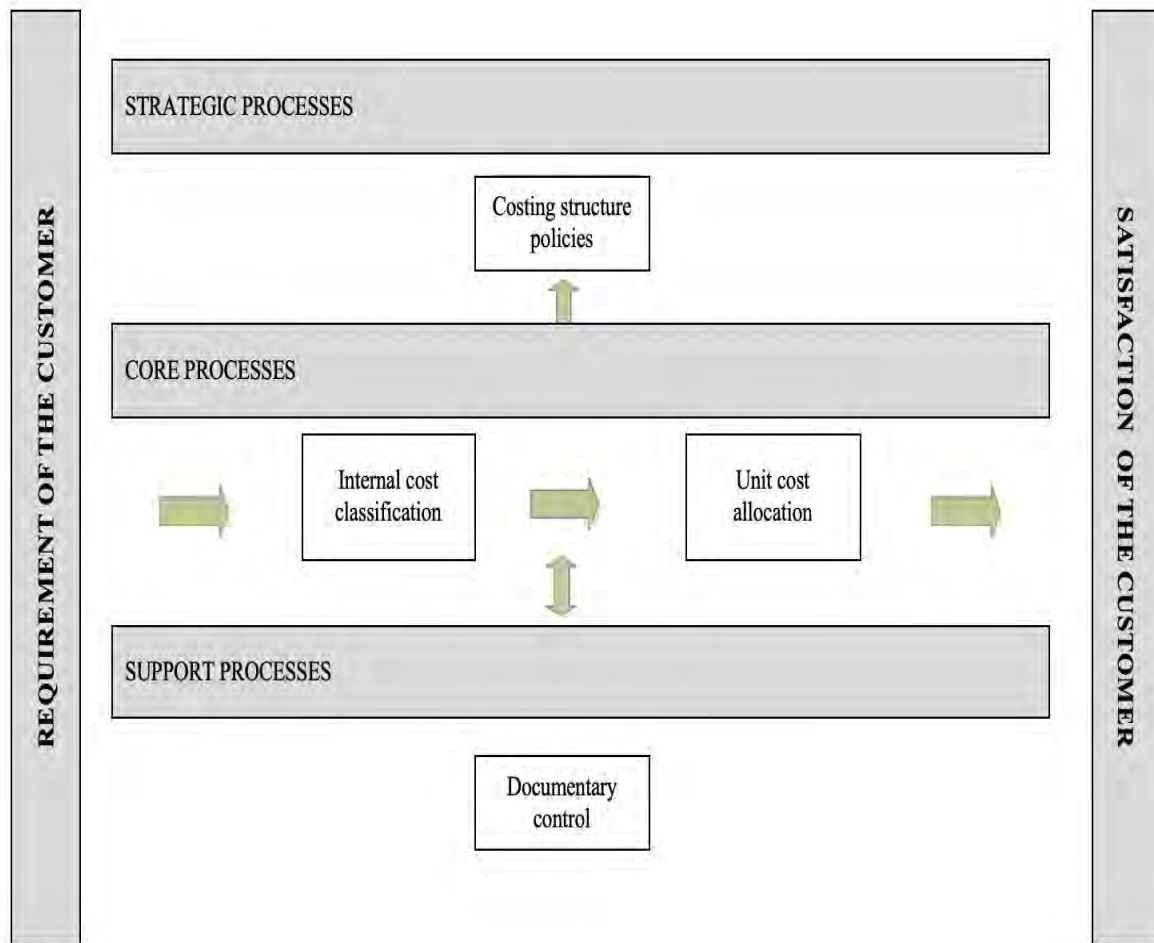 REQUIREMENT OF THE CUSTOMER
STRATEGIC PROCESSES
Costing structure
policies
CORE PROCESSES
Internal cost
classification
Unit cost
allocation
SUPPORT PROCESSES
Documentary
control
SATISFACTION OF THE CUSTOMER